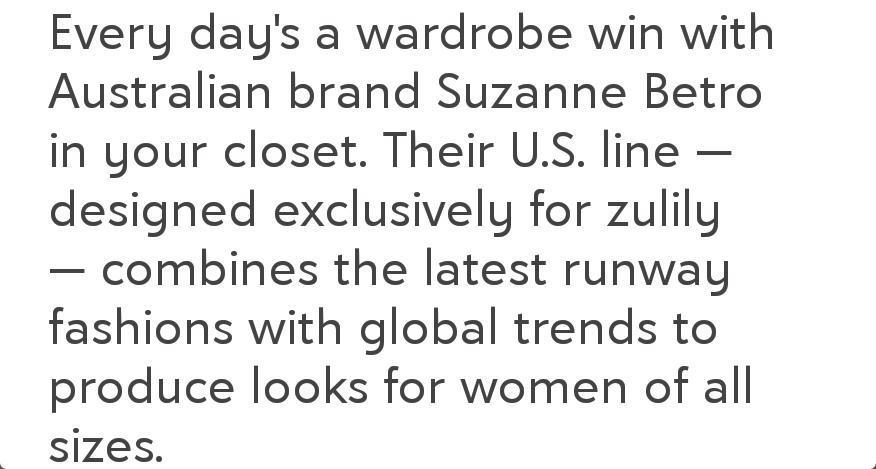 Every day's a wardrobe win with
Australian brand Suzanne Betro
in your closet. Their U.S. line —
designed exclusively for zulily
— combines the latest runway
fashions with global trends to
produce looks for women of all
sizes.